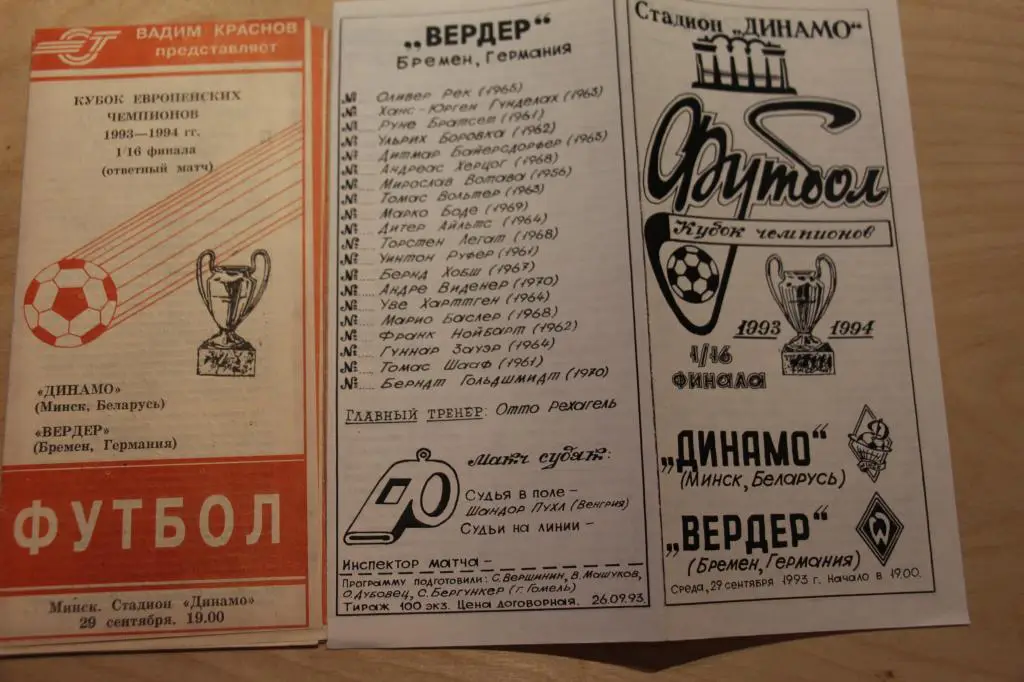 ВАДИМ КРАСНОВ
представляет
КУБОК ЕВРОПЕЙСКИХ
ЧЕМПИОНОВ
1993—1994 гг.
1/16 финала
(ответный матч)
«ДИНАМО»
(Минск, Беларусь)
«ВЕРДЕР»
(Бремен, Германия)
ФУТБОЛ
Минск. Стадион «Динамо»
29 сентября. 19.00
„ВЕРДЕР"
Бремен, Германия
№ Оливер Рек (1965)
№ Ханс-Юрген Гунделах (1963)
№ Руне Братсет (1961)
№ Ульрих Боровка (1962)
№ Дитмар Байерсдорфер (1963)
№ Андреас Херцог (1968)
№ Мирослав Вотава (1956)
№ Томас Вольтер (1963)
№ Марко Боде (1969)
№ Дитер Айльтс (1964)
№ Торстен Легат (1968)
№ Уинтон Руфер (1961)
№ Бернд Хобш (1967)
№ Андре Виденер (1970)
№ Уве Харттген (1964)
№ Марио Баслер (1968)
№ Франк Нойбарт (1962)
№ Гуннар Зауэр (1964)
№ Томас Шааф (1961)
№ Берндт Гольдшмидт (1970)
Главный тренер: Отто Рехагель
Матч судят:
Судья в поле –
Шандор Пухл (Венгрия)
Судьи на линии –
Инспектор матча –
Программу подготовили: С.Вершинин, В.Машуков,
О.Дубовец, С.Бергункер (г. Гомель).
Тираж 100 экз. Цена договорная. 26.09.93.
Стадион „ДИНАМО"
Футбол
Кубок чемпионов
1993 1994
1/16
ФИНАЛА
„ДИНАМО"
(Минск, Беларусь)
„ВЕРДЕР"
(Бремен, Германия)
Среда, 29 сентября 1993 г. Начало в 19.00.